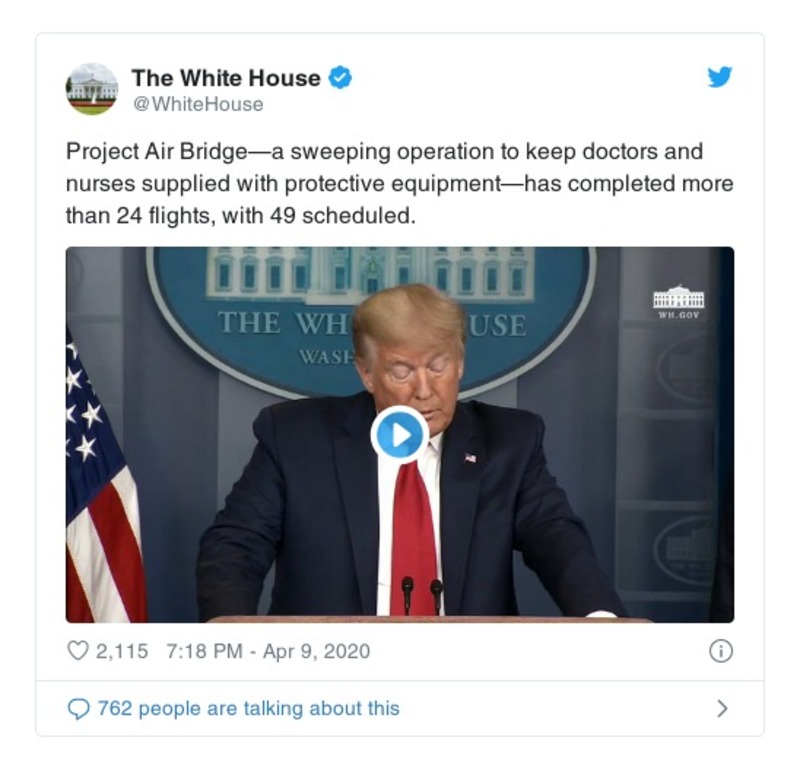 The White House
@WhiteHouse
Project Air Bridge—a sweeping operation to keep doctors and
nurses supplied with protective equipment—has completed more
than 24 flights, with 49 scheduled.
THE WH USE
WASH
WH.GOV
2,115 7:18 PM - Apr 9, 2020
762 people are talking about this